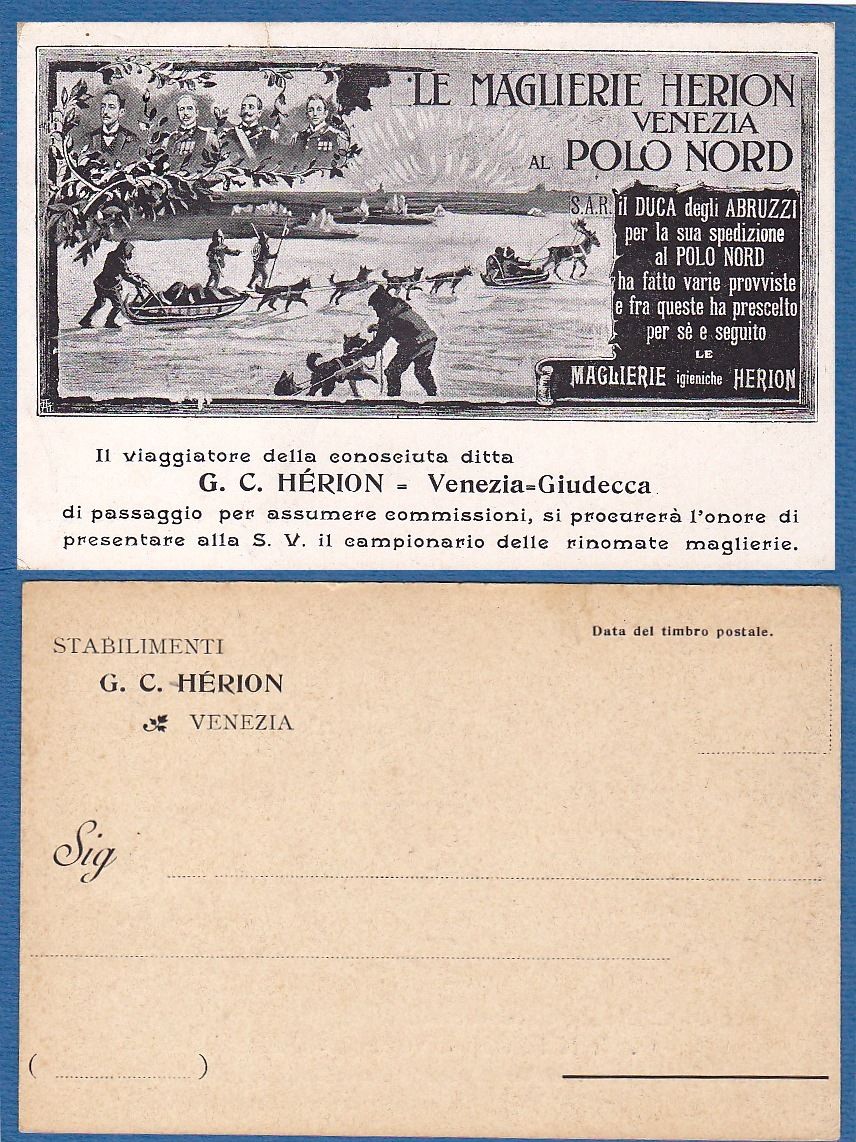 LE MAGLIERIE HERION
VENEZIA
AL POLO NORD
S.A.R. il DUCA degli ABRUZZI
per la sua spedizione
al POLO NORD
ha fatto varie provviste
e fra queste ha prescelto
per sè e seguito
LE
MAGLIERIE igieniche HERION
Il viaggiatore della conosciuta ditta
G. C. HÉRION = Venezia=Giudecca
di passaggio per assumere commissioni, si procurerà l'onore di
presentare alla S. V. il campionario delle rinomate maglierie.
STABILIMENTI
G. C. HÉRION
VENEZIA
Data del timbro postale.
Sig
( )